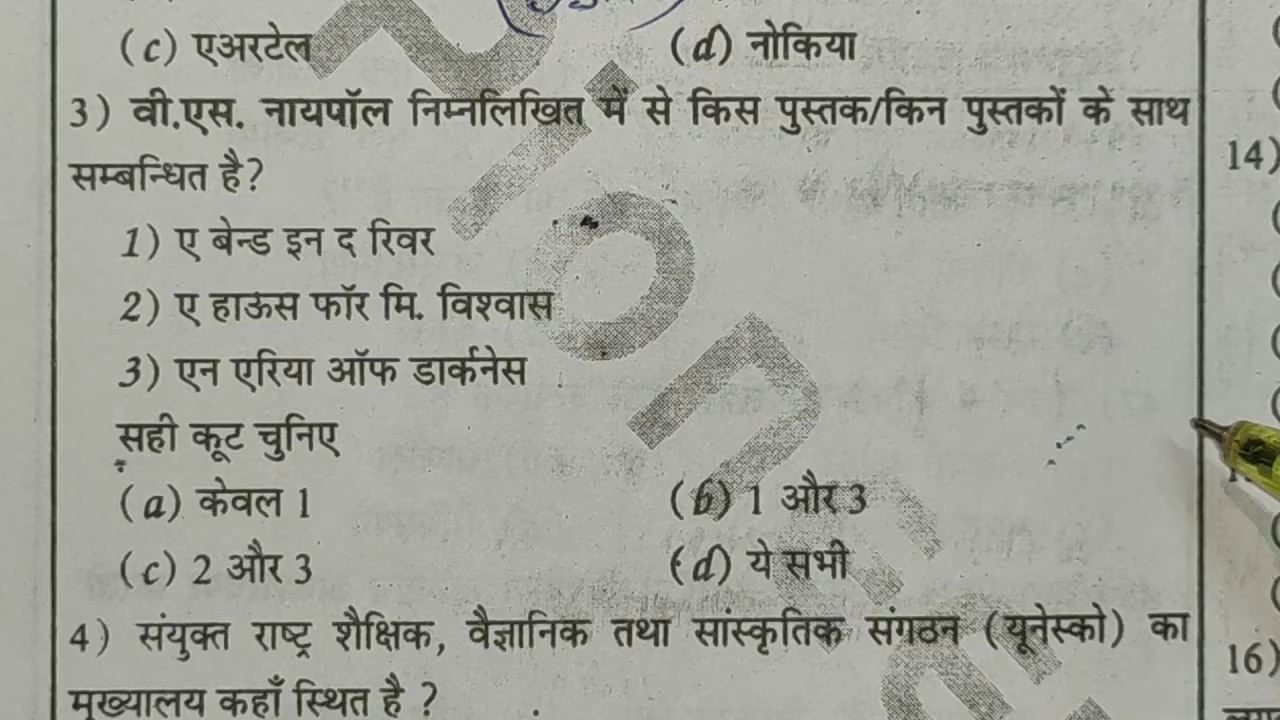 (c) एअरटेल (d) नोकिया
3) वी.एस. नायपॉल निम्नलिखित में से किस पुस्तक/किन पुस्तकों के साथ
सम्बन्धित है?
1) ए बेन्ड इन द रिवर
2) ए हाऊस फॉर मि. विश्वास
3) एन एरिया ऑफ डार्कनेस
सही कूट चुनिए
(a) केवल 1 (b) 1 और 3
(c) 2 और 3 (d) ये सभी
4) संयुक्त राष्ट्र शैक्षिक, वैज्ञानिक तथा सांस्कृतिक संगठन (यूनेस्को) का
मुख्यालय कहाँ स्थित है ?
14)
16)